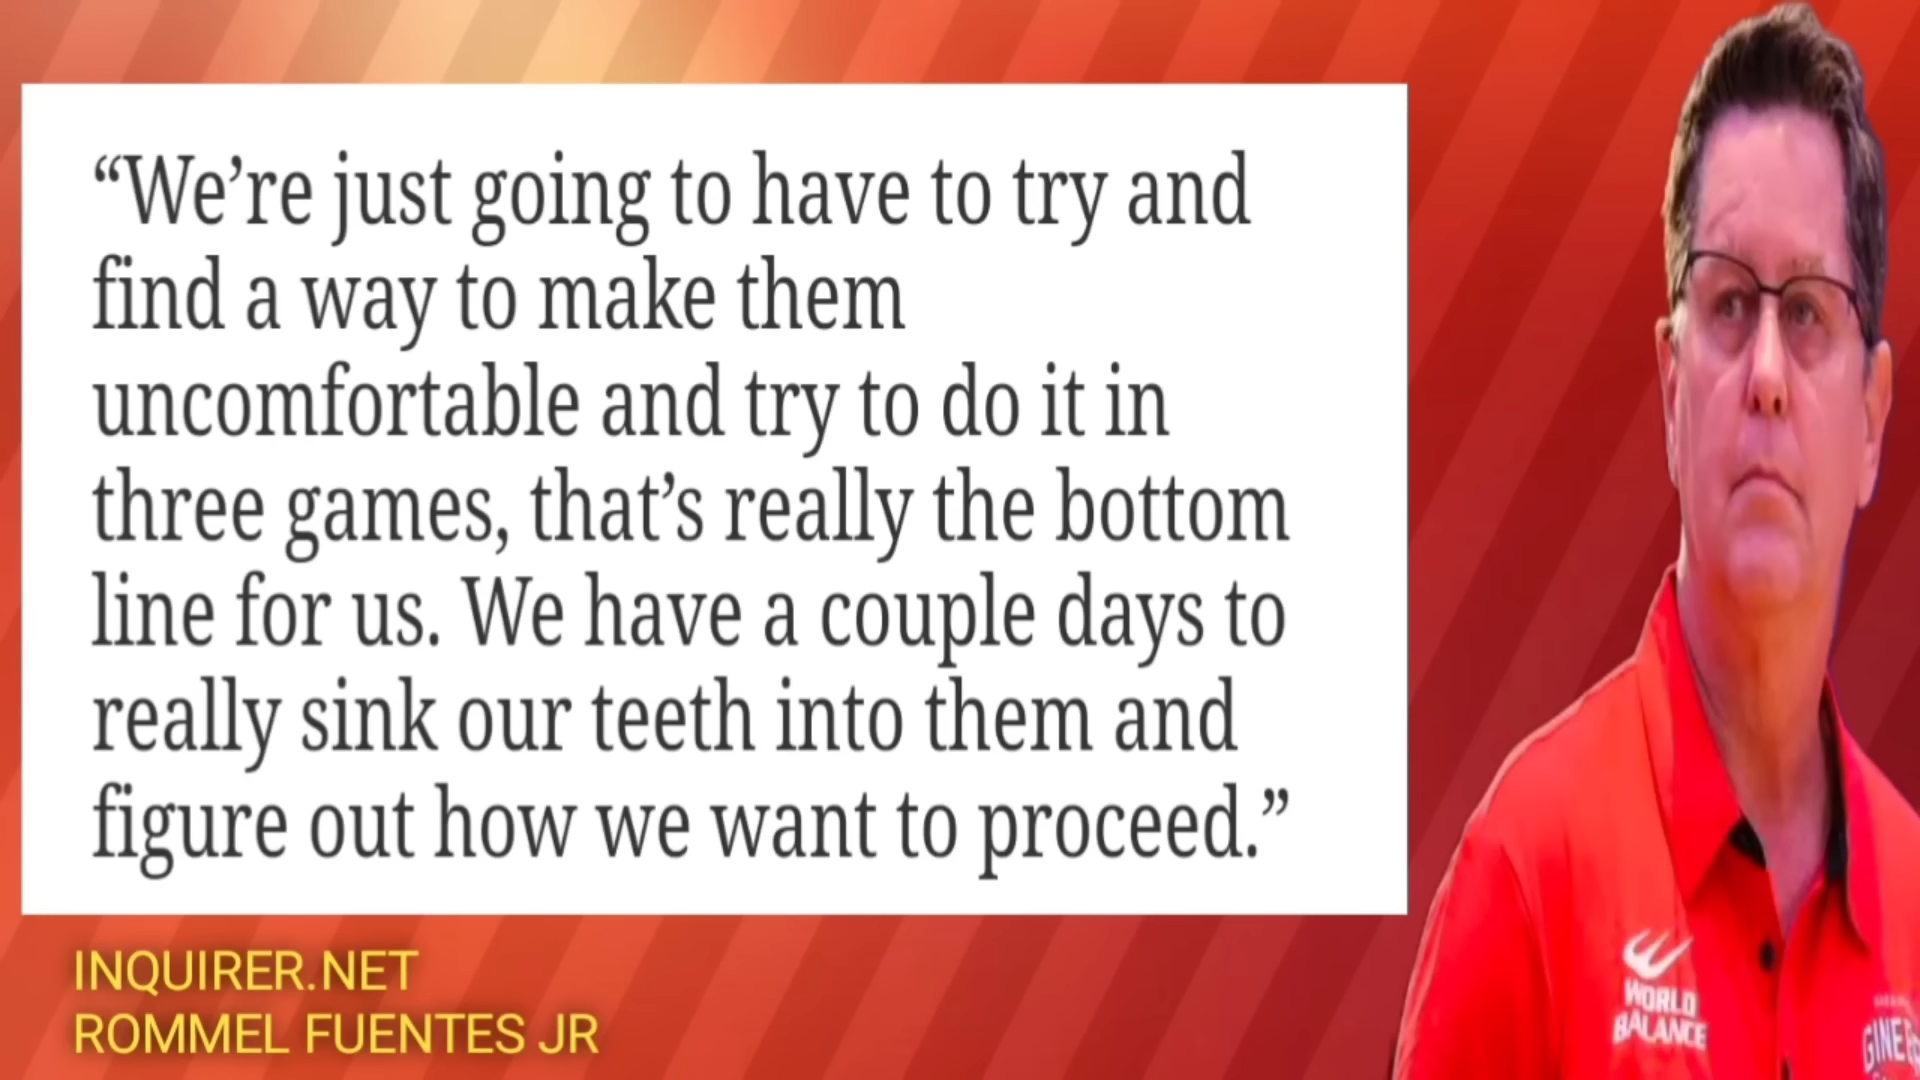 “We’re just going to have to try and
find a way to make them
uncomfortable and try to do it in
three games, that’s really the bottom
line for us. We have a couple days to
really sink our teeth into them and
figure out how we want to proceed.”
INQUIRER.NET
ROMMEL FUENTES JR
WORLD
BALANCE